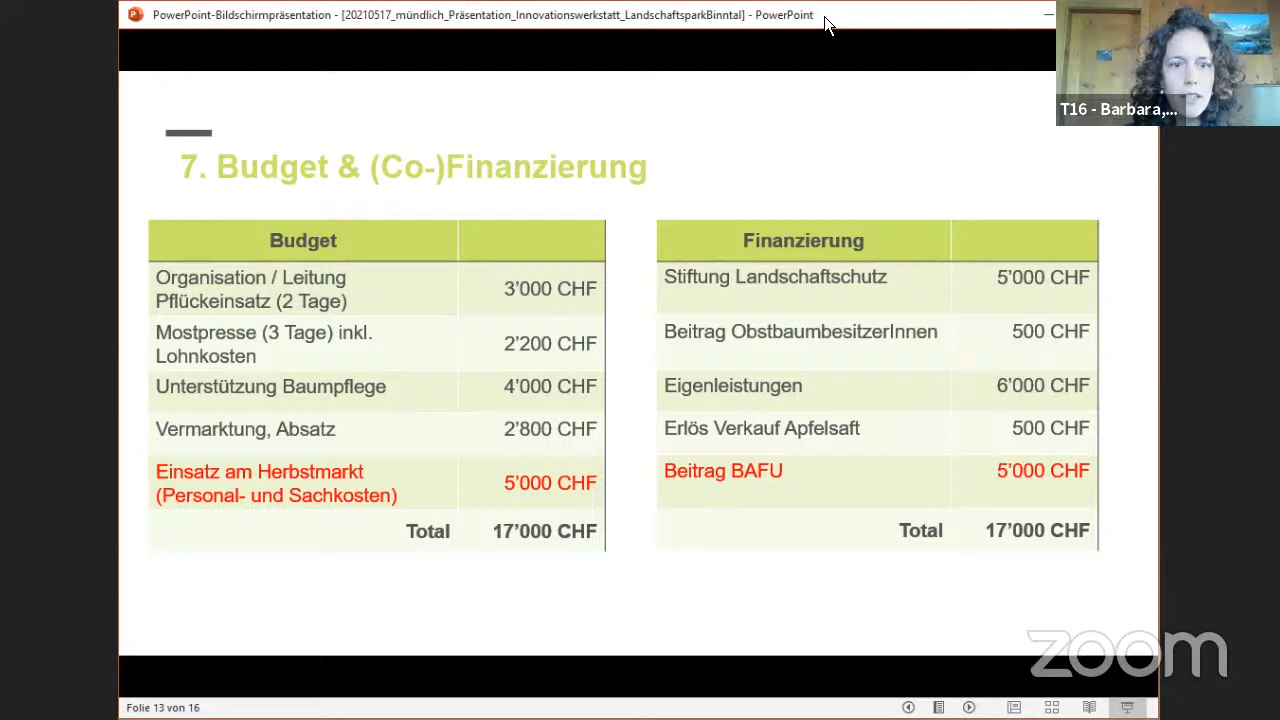 PowerPoint-Bildschirmpräsentation - [20210517_mündlich_Präsentation_Innovationswerkstatt_LandschaftsparkBinntal] - PowerPoint
T16 - Barbara,...
7. Budget & (Co-)Finanzierung
Budget
Organisation / Leitung
Pflückeinsatz (2 Tage)
3’000 CHF
Mostpresse (3 Tage) inkl.
Lohnkosten
2’200 CHF
Unterstützung Baumpflege
4’000 CHF
Vermarktung, Absatz
2’800 CHF
Einsatz am Herbstmarkt
(Personal- und Sachkosten)
5’000 CHF
Total
17’000 CHF
Finanzierung
Stiftung Landschaftschutz
5’000 CHF
Beitrag ObstbaumbesitzerInnen
500 CHF
Eigenleistungen
6’000 CHF
Erlös Verkauf Apfelsaft
500 CHF
Beitrag BAFU
5’000 CHF
Total
17’000 CHF
zoom
Folie 13 von 16